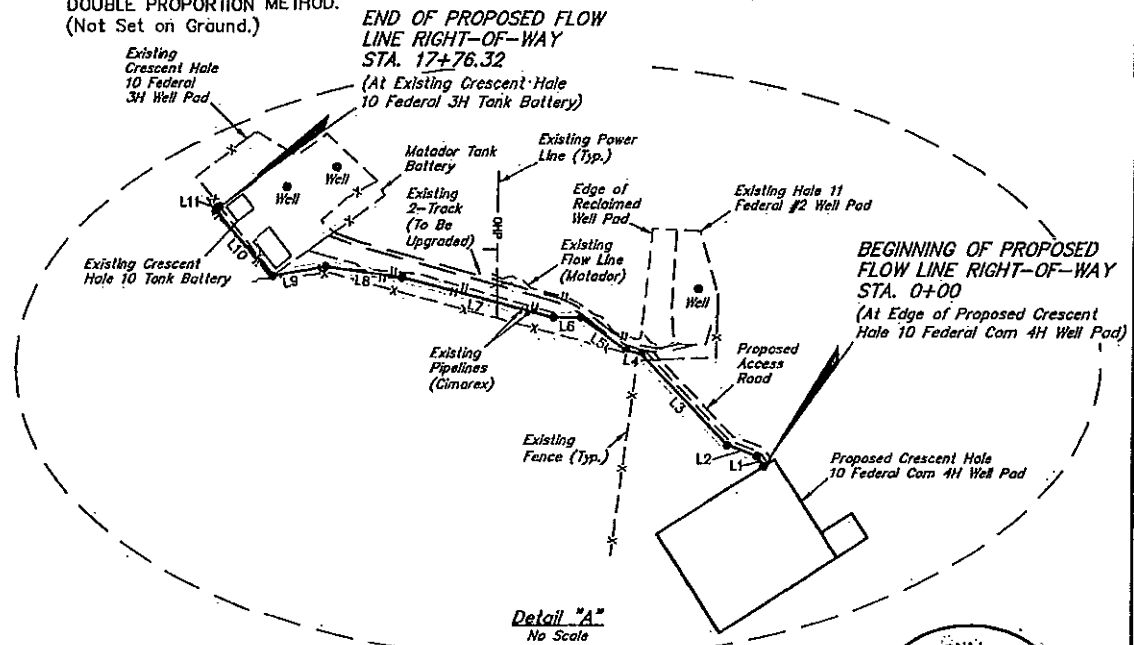 DOUBLE PROPORTION METHOD.
(Not Set on Ground.)
END OF PROPOSED FLOW
LINE RIGHT-OF-WAY
STA. 17+76.32
(At Existing Crescent Hale
10 Federal 3H Tank Battery)
Existing
Crescent Hale
10 Federal
3H Well Pad
Matador Tank
Battery
Existing Power
Line (Typ.)
Existing
2-Track
(To Be
Upgraded)
OHP
Existing
Flow Line
(Matador)
Edge of
Reclaimed
Well Pad
Existing Hale 11
Federal #2 Well Pad
Well
Well
Well
L11
L10
Existing Crescent
Hale 10 Tank Battery
L9
L8
L7
L6
L5
L4
L3
L2
L1
BEGINNING OF PROPOSED
FLOW LINE RIGHT-OF-WAY
STA. 0+00
(At Edge of Proposed Crescent
Hale 10 Federal Com 4H Well Pad)
Existing
Pipelines
(Cimarex)
Proposed
Access
Road
Existing
Fence (Typ.)
Proposed Crescent Hale
10 Federal Com 4H Well Pad
Detail "A"
No Scale